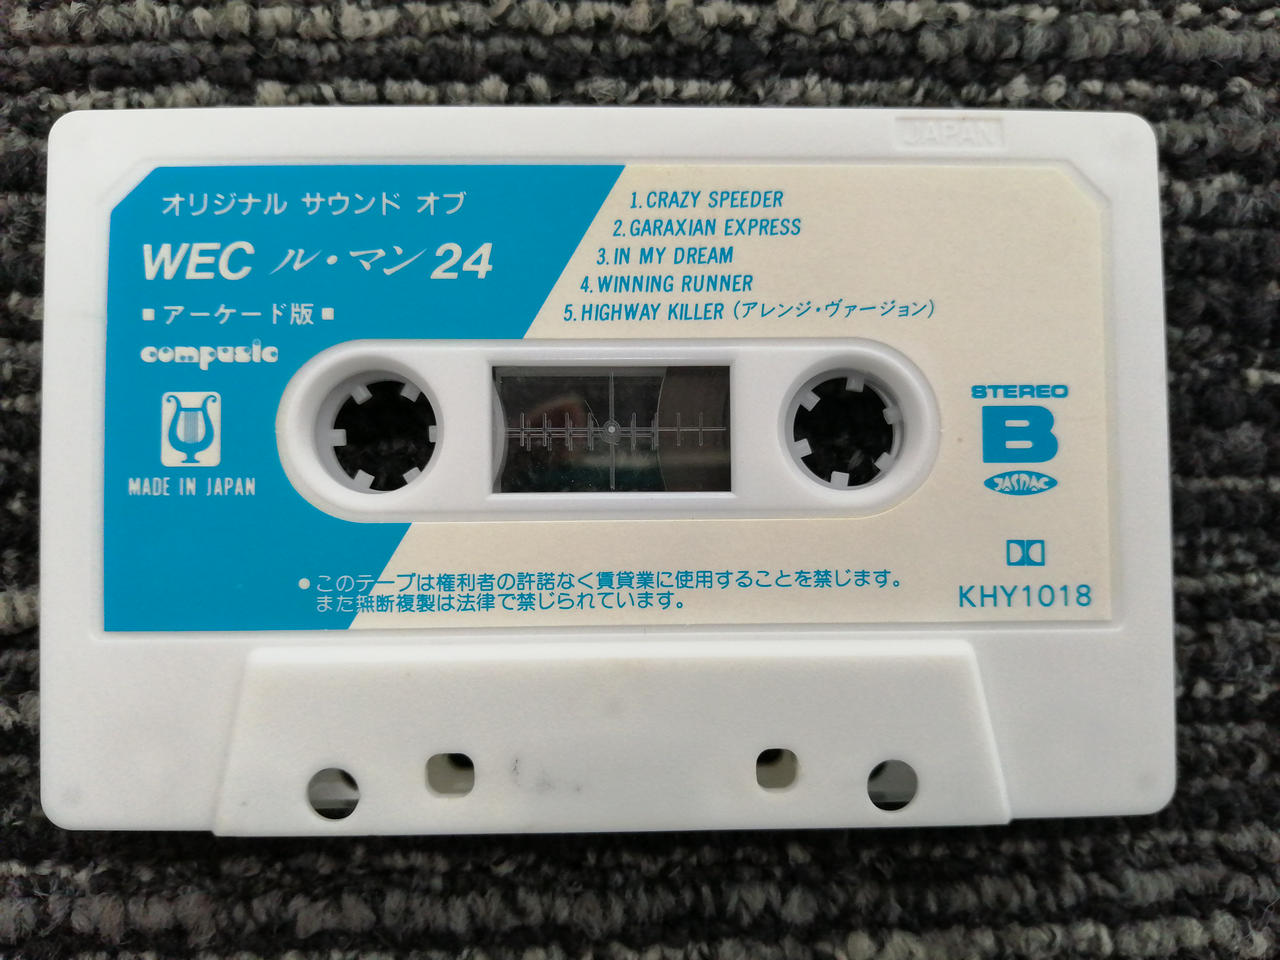 JAPAN
オリジナル サウンド オブ
WEC ル・マン 24
■アーケード版■
compusic
MADE IN JAPAN
1. CRAZY SPEEDER
2. GARAXIAN EXPRESS
3. IN MY DREAM
4. WINNING RUNNER
5. HIGHWAY KILLER (アレンジ・ヴァージョン)
STEREO
B
JASRAC
KHY1018
●このテープは権利者の許諾なく賃貸業に使用することを禁じます。
また無断複製は法律で禁じられています。